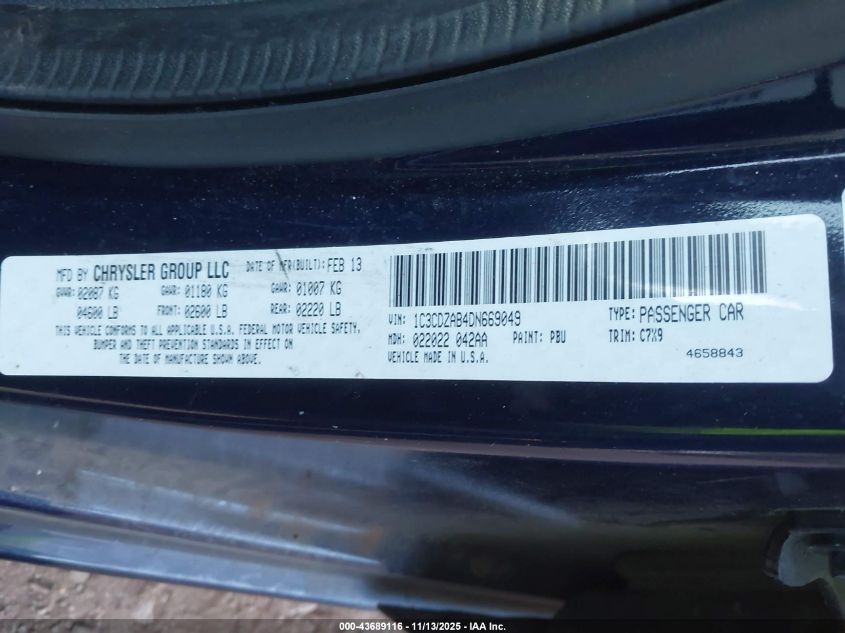 MFD BY CHRYSLER GROUP LLC DATE OF MFR(BUILT): FEB 13
GVWR: 02087 KG GAWR: 01180 KG GAWR: 01007 KG
04600 LB FRONT: 02600 LB REAR: 02220 LB
THIS VEHICLE CONFORMS TO ALL APPLICABLE U.S.A. FEDERAL MOTOR VEHICLE SAFETY,
BUMPER AND THEFT PREVENTION STANDARDS IN EFFECT ON
THE DATE OF MANUFACTURE SHOWN ABOVE.
VIN: 1C3CDZAB4DN669049 TYPE: PASSENGER CAR
MDH: 022022 042AA PAINT: PBU TRIM: C7X9
VEHICLE MADE IN U.S.A. 4658843
000-43689116 - 11/13/2025 - IAA Inc.